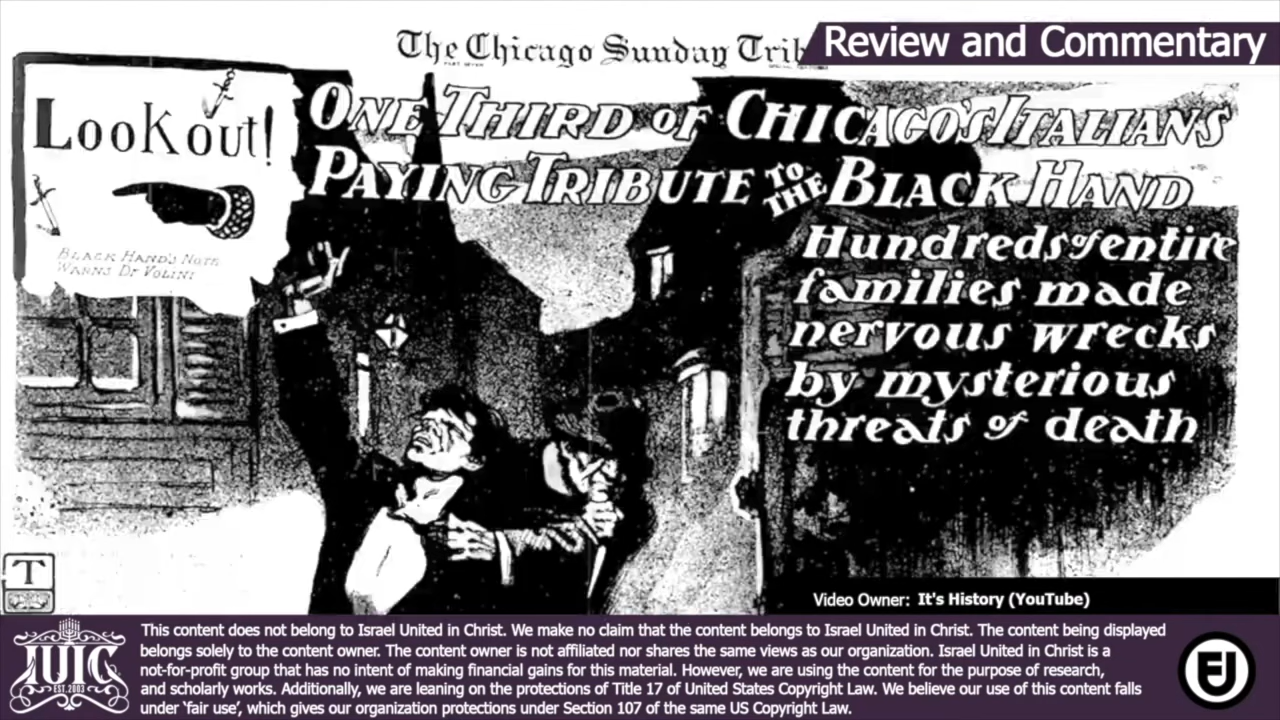 The Chicago Sunday Trib
Review and Commentary
Look out!
BLACK HAND'S NOTE
WARNS DR VOLINI
ONE THIRD OF CHICAGO'S ITALIANS
PAYING TRIBUTE TO THE BLACK HAND
Hundreds of entire
families made
nervous wrecks
by mysterious
threats of death
T
Video Owner: It's History (YouTube)
This content does not belong to Israel United in Christ. We make no claim that the content belongs to Israel United in Christ. The content being displayed
belongs solely to the content owner. The content owner is not affiliated nor shares the same views as our organization. Israel United in Christ is a
not-for-profit group that has no intent of making financial gains for this material. However, we are using the content for the purpose of research,
and scholarly works. Additionally, we are leaning on the protections of Title 17 of United States Copyright Law. We believe our use of this content falls
under 'fair use', which gives our organization protections under Section 107 of the same US Copyright Law.
IUIC
EST. 2003